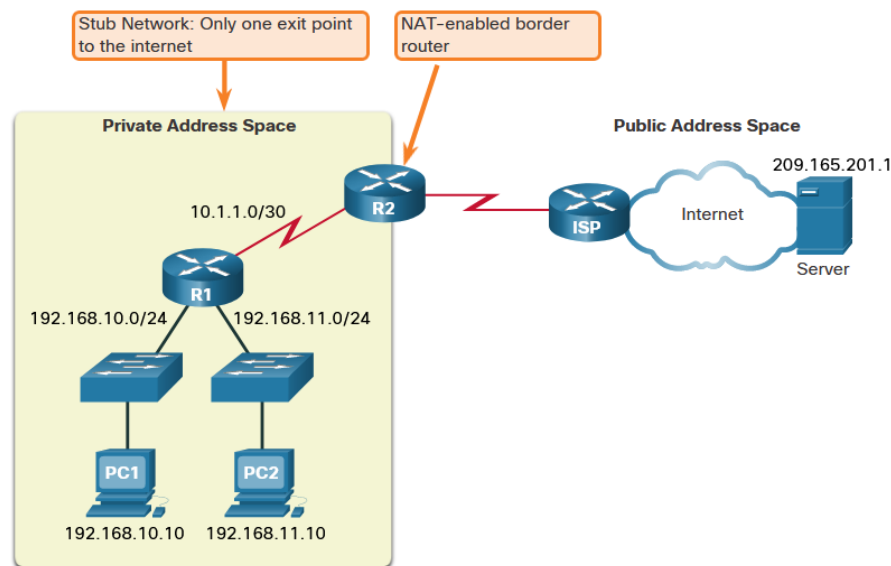 Stub Network: Only one exit point
to the internet
NAT-enabled border
router
Private Address Space
Public Address Space
209.165.201.1
10.1.1.0/30
R2
ISP
Internet
Server
R1
192.168.10.0/24
192.168.11.0/24
PC1
PC2
192.168.10.10
192.168.11.10